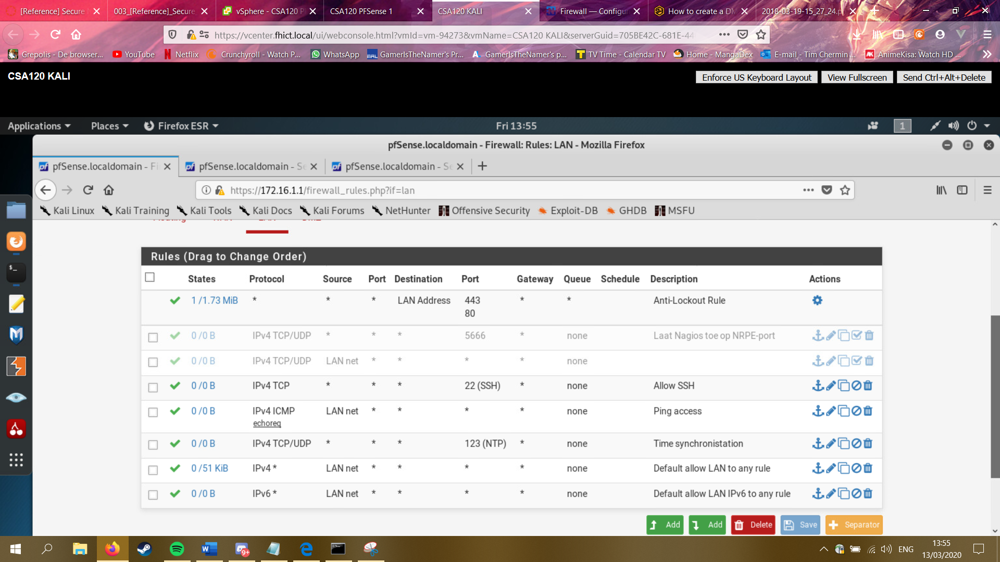 [Reference] Secure
003_[Reference]_Secure
vSphere - CSA120 P
CSA120 PFSense 1
CSA120 KALI
Firewall — Configur
How to create a DM
2018-03-19-15_27_24.p
https://vcenter.fhict.local/ui/webconsole.html?vmId=vm-94273&vmName=CSA120 KALI&serverGuid=705BE42C-681E-44
Grepolis - De browser...
YouTube
Netflix
Crunchyroll - Watch P...
WhatsApp
GamerIsTheNamer's Pr...
GamerIsTheNamer's p...
TV Time - Calendar TV
Home - MangaDex
E-mail - Tim Chermin ...
AnimeKisa: Watch HD ...
CSA120 KALI
Enforce US Keyboard Layout
View Fullscreen
Send Ctrl+Alt+Delete
Applications
Places
Firefox ESR
Fri 13:55
1
pfSense.localdomain - Firewall: Rules: LAN - Mozilla Firefox
pfSense.localdomain - Fi
pfSense.localdomain - Se
pfSense.localdomain - Se
https://172.16.1.1/firewall_rules.php?if=lan
Kali Linux
Kali Training
Kali Tools
Kali Docs
Kali Forums
NetHunter
Offensive Security
Exploit-DB
GHDB
MSFU
Rules (Drag to Change Order)
States Protocol Source Port Destination Port Gateway Queue Schedule Description Actions
1 /1.73 MiB * * * LAN Address 443 * * Anti-Lockout Rule
80
0 /0 B IPv4 TCP/UDP * * * 5666 * none Laat Nagios toe op NRPE-port
0 /0 B IPv4 TCP/UDP LAN net * * * * none
0 /0 B IPv4 TCP * * * 22 (SSH) * none Allow SSH
0 /0 B IPv4 ICMP LAN net * * * * none Ping access
echoreq
0 /0 B IPv4 TCP/UDP * * * 123 (NTP) * none Time synchronistation
0 /51 KiB IPv4 * LAN net * * * * none Default allow LAN to any rule
0 /0 B IPv6 * LAN net * * * * none Default allow LAN IPv6 to any rule
Add
Add
Delete
Save
Separator
9+
ENG
13:55
13/03/2020